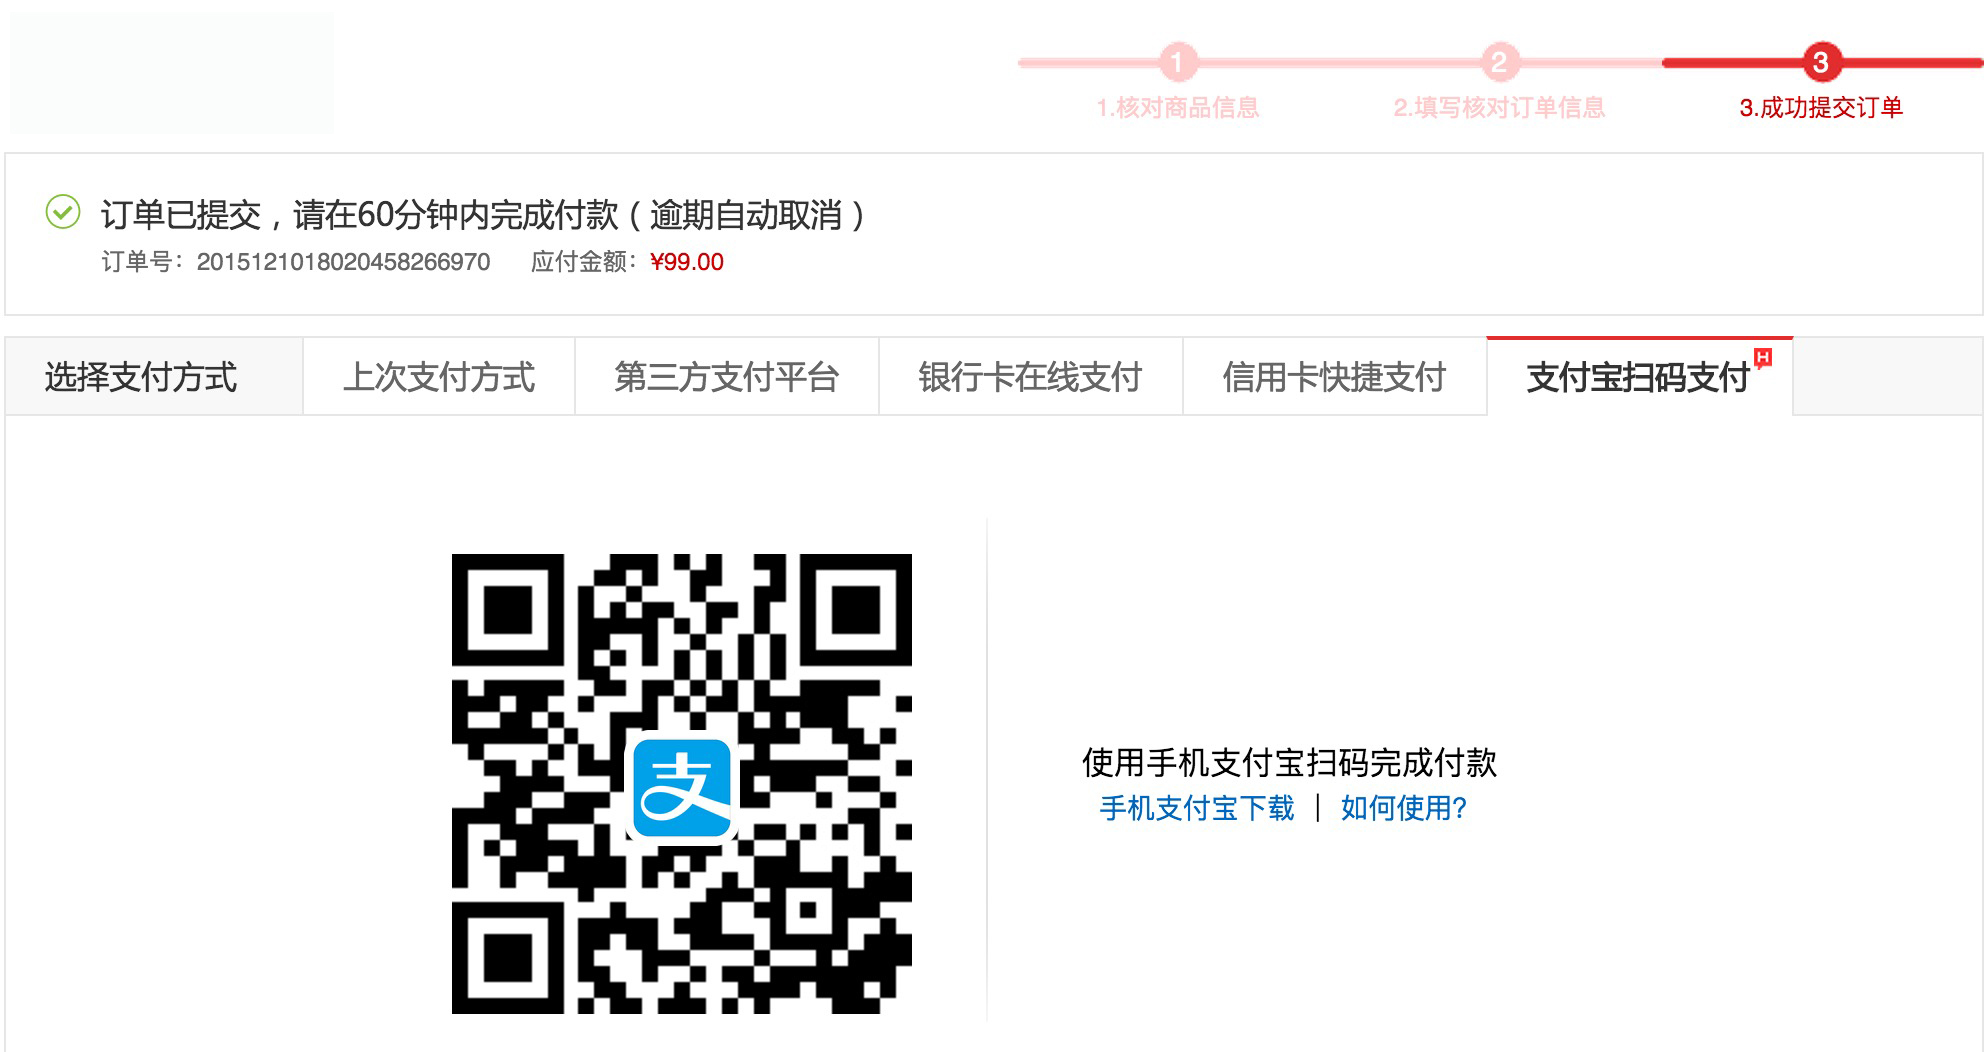 1 2 3
1.核对商品信息 2.填写核对订单信息 3.成功提交订单
订单已提交，请在60分钟内完成付款（逾期自动取消）
订单号：2015121018020458266970 应付金额：¥99.00
选择支付方式 上次支付方式 第三方支付平台 银行卡在线支付 信用卡快捷支付 支付宝扫码支付 H
支
使用手机支付宝扫码完成付款
手机支付宝下载 | 如何使用?